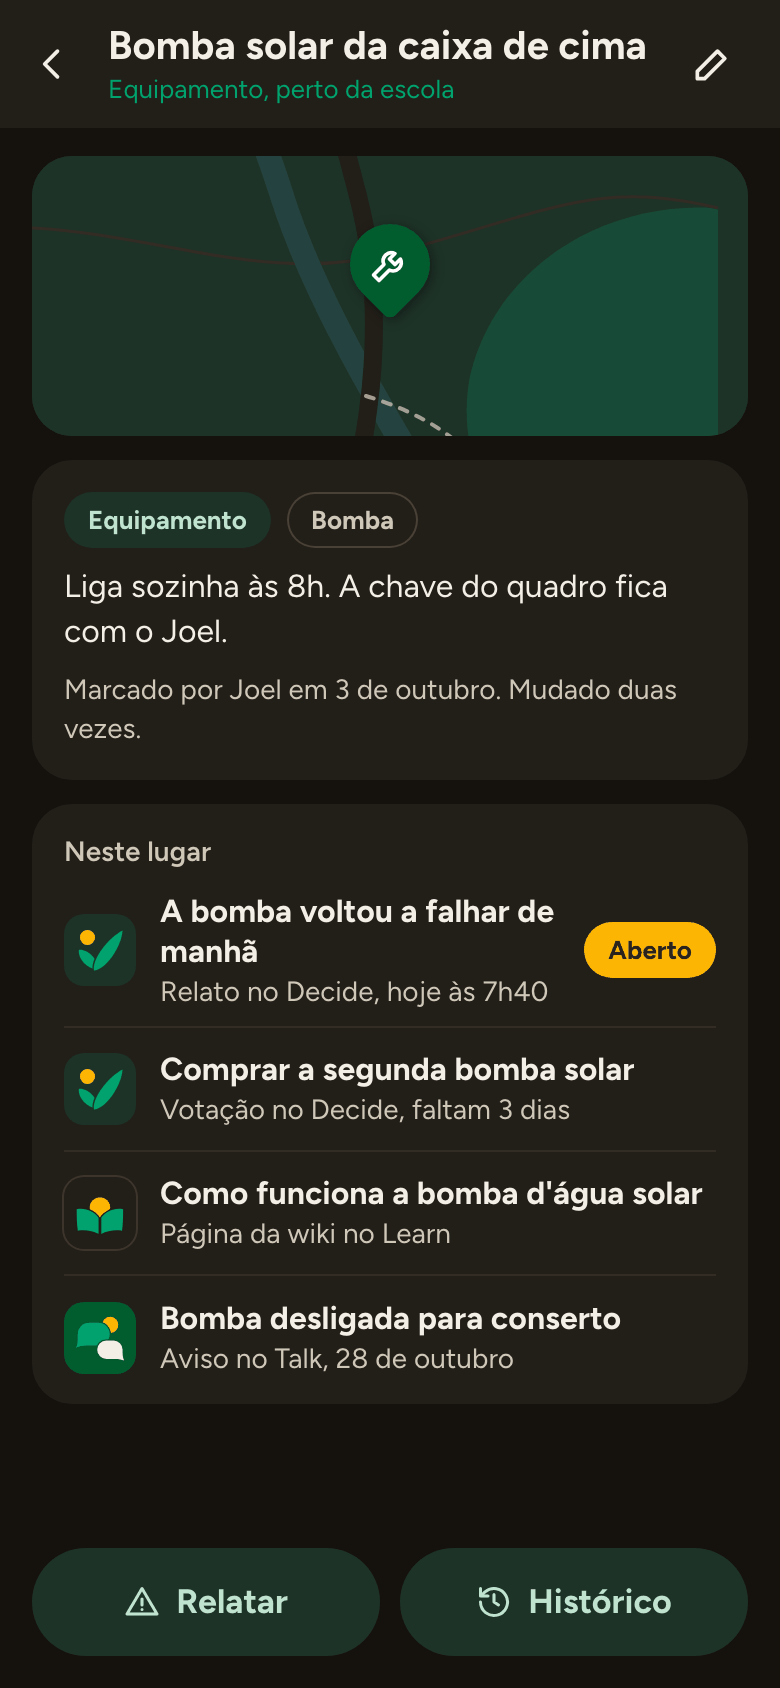 Bomba solar da caixa de cima
Equipamento, perto da escola
Equipamento
Bomba
Liga sozinha às 8h. A chave do quadro fica
com o Joel.
Marcado por Joel em 3 de outubro. Mudado duas
vezes.
Neste lugar
A bomba voltou a falhar de
manhã
Relato no Decide, hoje às 7h40
Aberto
Comprar a segunda bomba solar
Votação no Decide, faltam 3 dias
Como funciona a bomba d'água solar
Página da wiki no Learn
Bomba desligada para conserto
Aviso no Talk, 28 de outubro
Relatar
Histórico